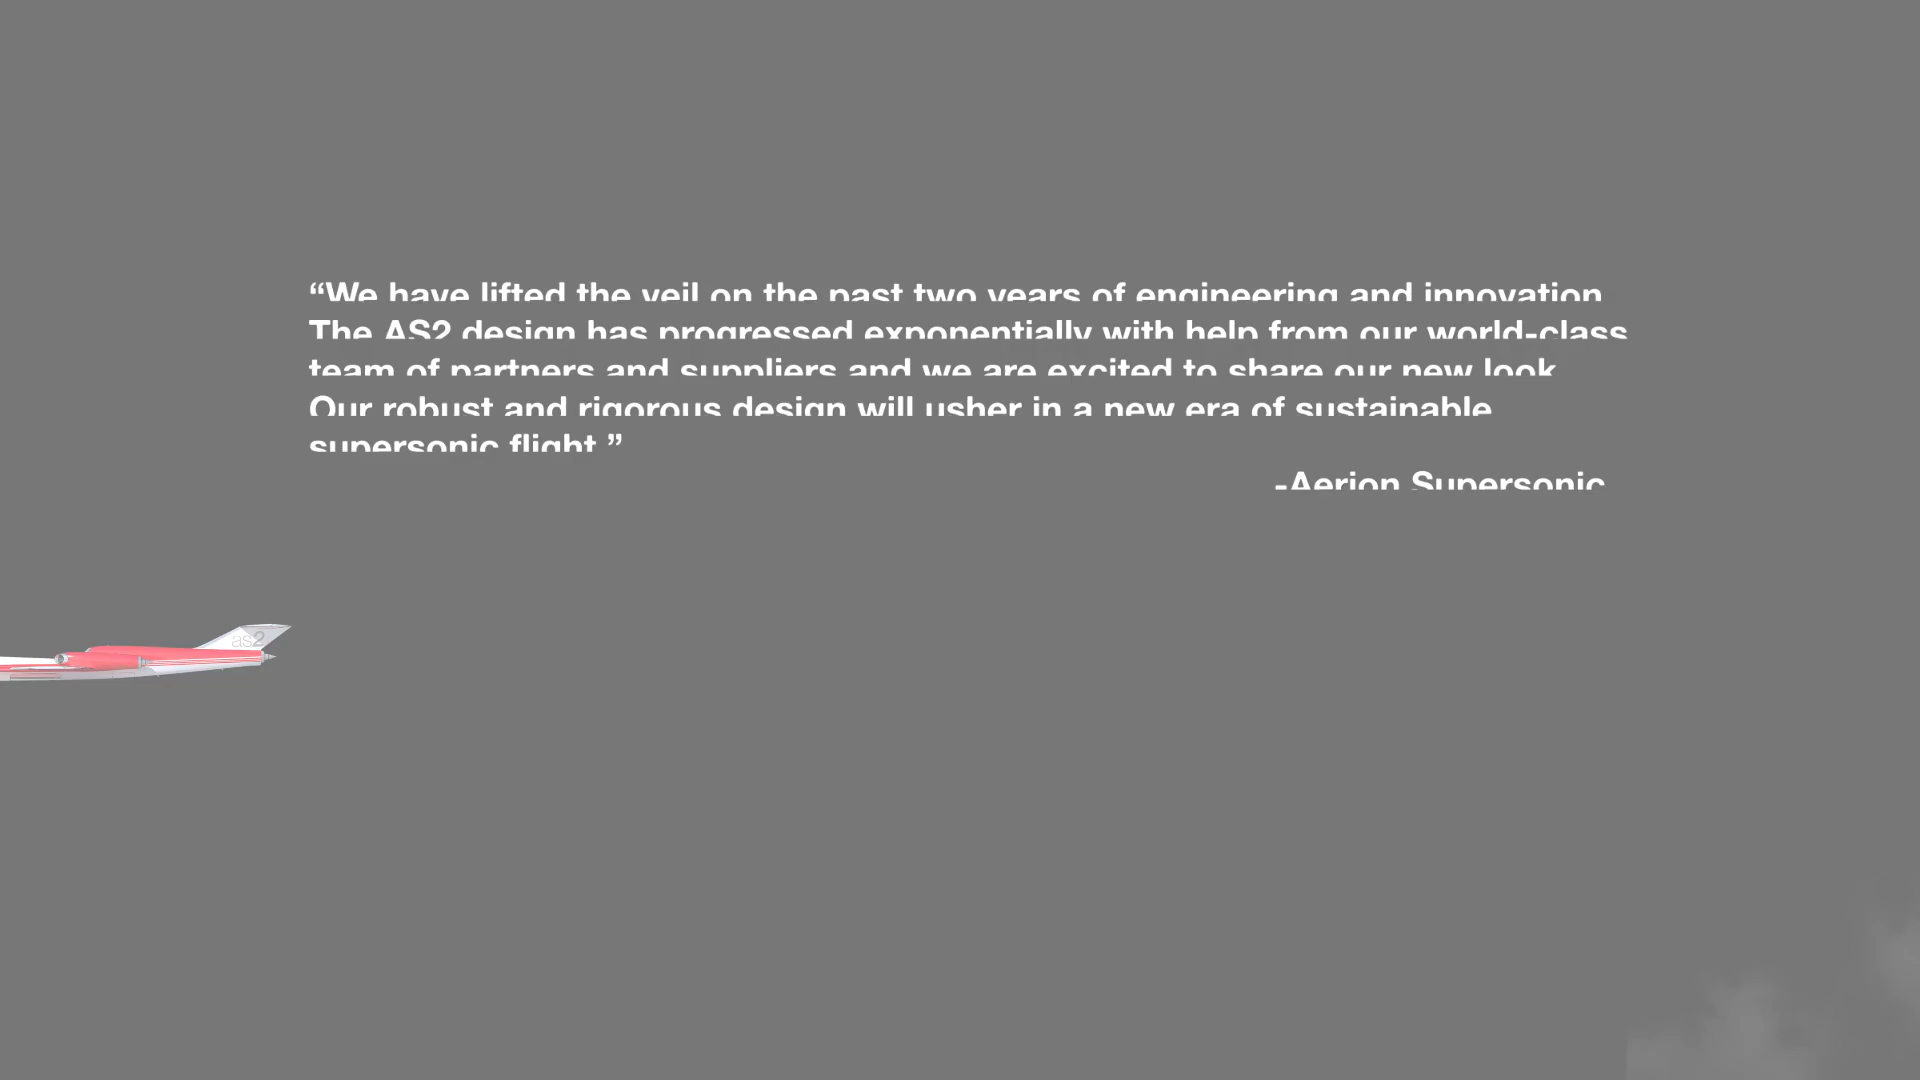 “We have lifted the veil on the past two years of engineering and innovation
The AS2 design has progressed exponentially with help from our world-class
team of partners and suppliers and we are excited to share our new look
Our robust and rigorous design will usher in a new era of sustainable
supersonic flight ”
-Aerion Supersonic
as2